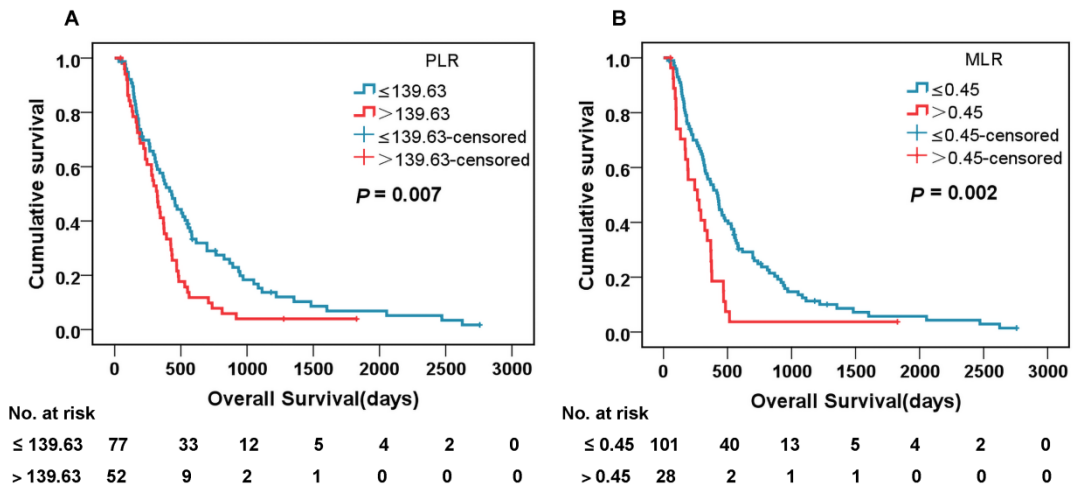 A
PLR
≤139.63
>139.63
≤139.63-censored
>139.63-censored
P = 0.007
Cumulative survival
1.0
0.8
0.6
0.4
0.2
0.0
0 500 1000 1500 2000 2500 3000
Overall Survival(days)
No. at risk
≤ 139.63 77 33 12 5 4 2 0
> 139.63 52 9 2 1 0 0 0
B
MLR
≤0.45
>0.45
≤0.45-censored
>0.45-censored
P = 0.002
Cumulative survival
1.0
0.8
0.6
0.4
0.2
0.0
0 500 1000 1500 2000 2500 3000
Overall Survival(days)
No. at risk
≤ 0.45 101 40 13 5 4 2 0
> 0.45 28 2 1 1 0 0 0